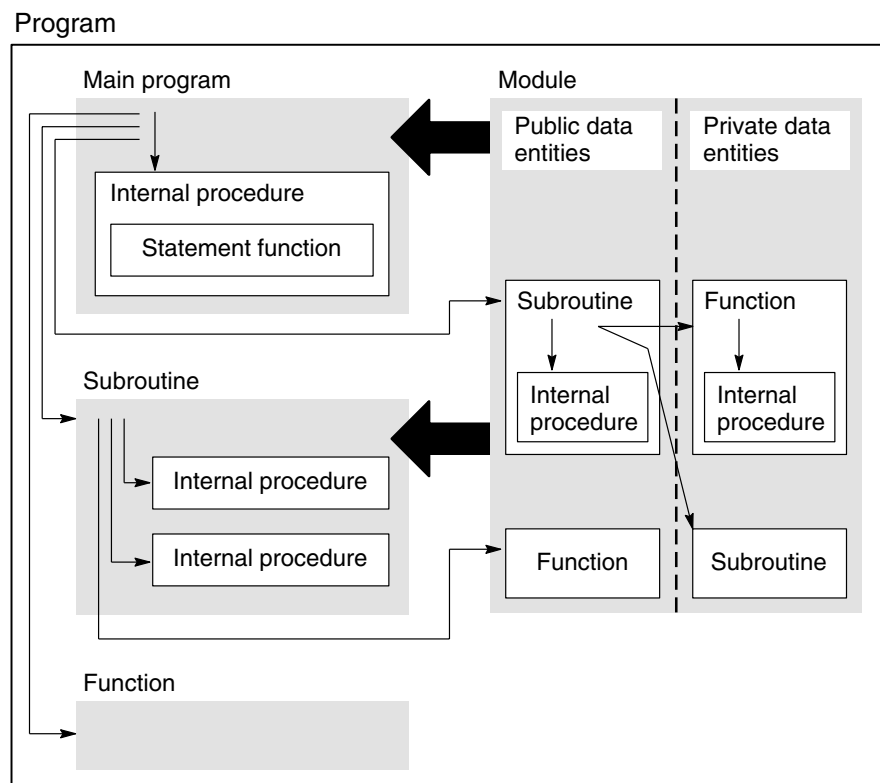 Program
Main program
Internal procedure
Statement function
Module
Public data
entities
Private data
entities
Subroutine
Internal
procedure
Function
Internal
procedure
Subroutine
Internal procedure
Internal procedure
Function
Subroutine
Function